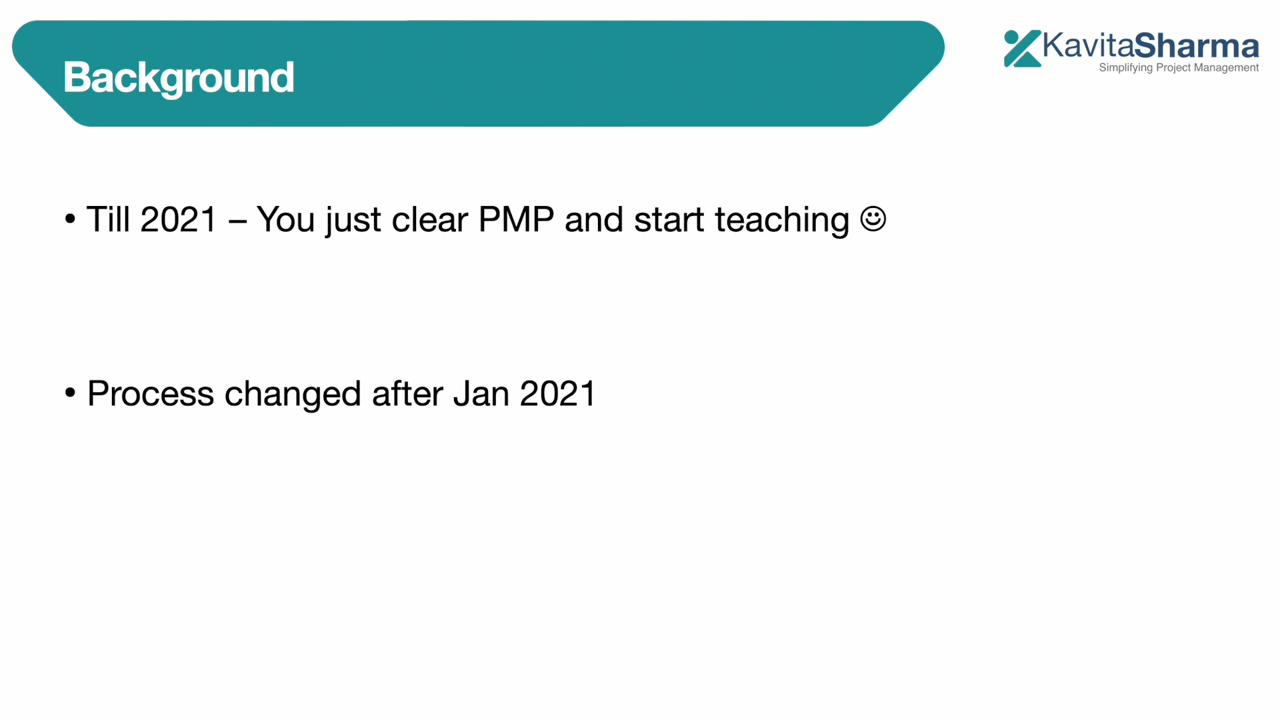 Background
KavitaSharma
Simplifying Project Management
• Till 2021 – You just clear PMP and start teaching ☺
• Process changed after Jan 2021